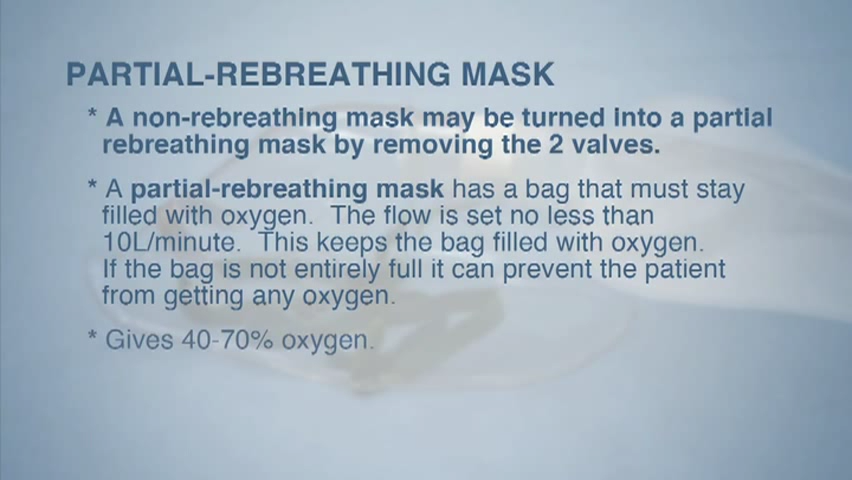 PARTIAL-REBREATHING MASK
* A non-rebreathing mask may be turned into a partial
rebreathing mask by removing the 2 valves.
* A partial-rebreathing mask has a bag that must stay
filled with oxygen.  The flow is set no less than
10L/minute.  This keeps the bag filled with oxygen.
If the bag is not entirely full it can prevent the patient
from getting any oxygen.
* Gives 40-70% oxygen.